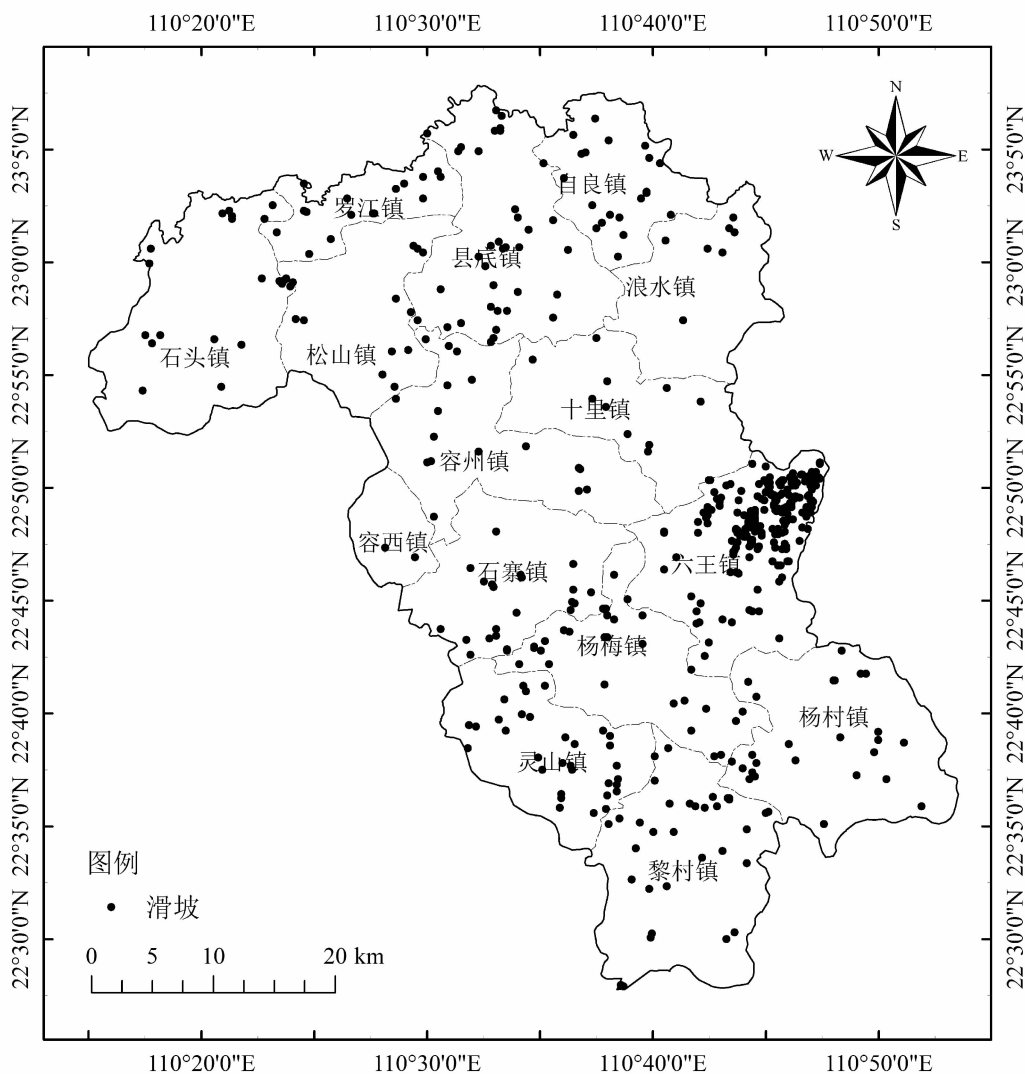 110°20'0"E 110°30'0"E 110°40'0"E 110°50'0"E
N
W E
S
23°5'0"N 23°5'0"N
自良镇
罗江镇
23°0'0"N 23°0'0"N
县底镇
浪水镇
石头镇
松山镇
22°55'0"N 22°55'0"N
十里镇
容州镇
22°50'0"N 22°50'0"N
容西镇
石寨镇
六王镇
22°45'0"N 22°45'0"N
杨梅镇
22°40'0"N 22°40'0"N
杨村镇
灵山镇
22°35'0"N 22°35'0"N
图例
黎村镇
滑坡
22°30'0"N 22°30'0"N
0 5 10 20 km
110°20'0"E 110°30'0"E 110°40'0"E 110°50'0"E